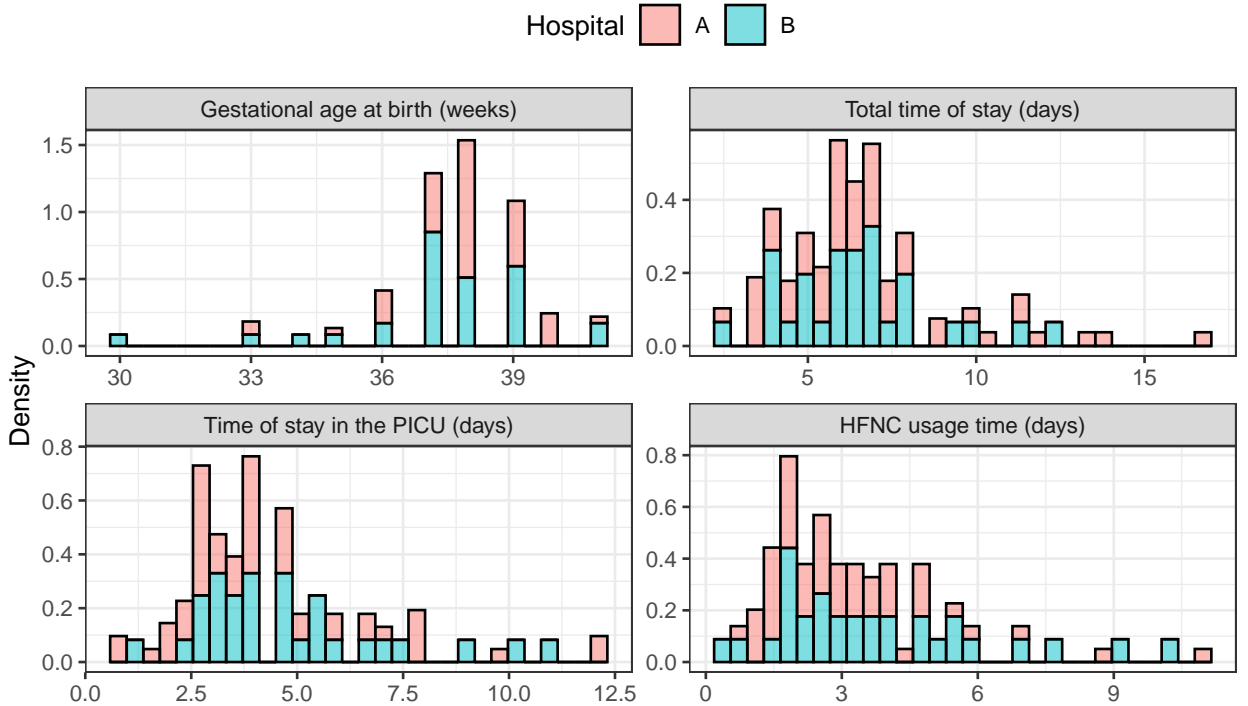 Hospital A B
Gestational age at birth (weeks)
1.5
1.0
0.5
0.0
30 33 36 39
Total time of stay (days)
0.4
0.2
0.0
5 10 15
Density
Time of stay in the PICU (days)
0.8
0.6
0.4
0.2
0.0
0.0 2.5 5.0 7.5 10.0 12.5
HFNC usage time (days)
0.8
0.6
0.4
0.2
0.0
0 3 6 9